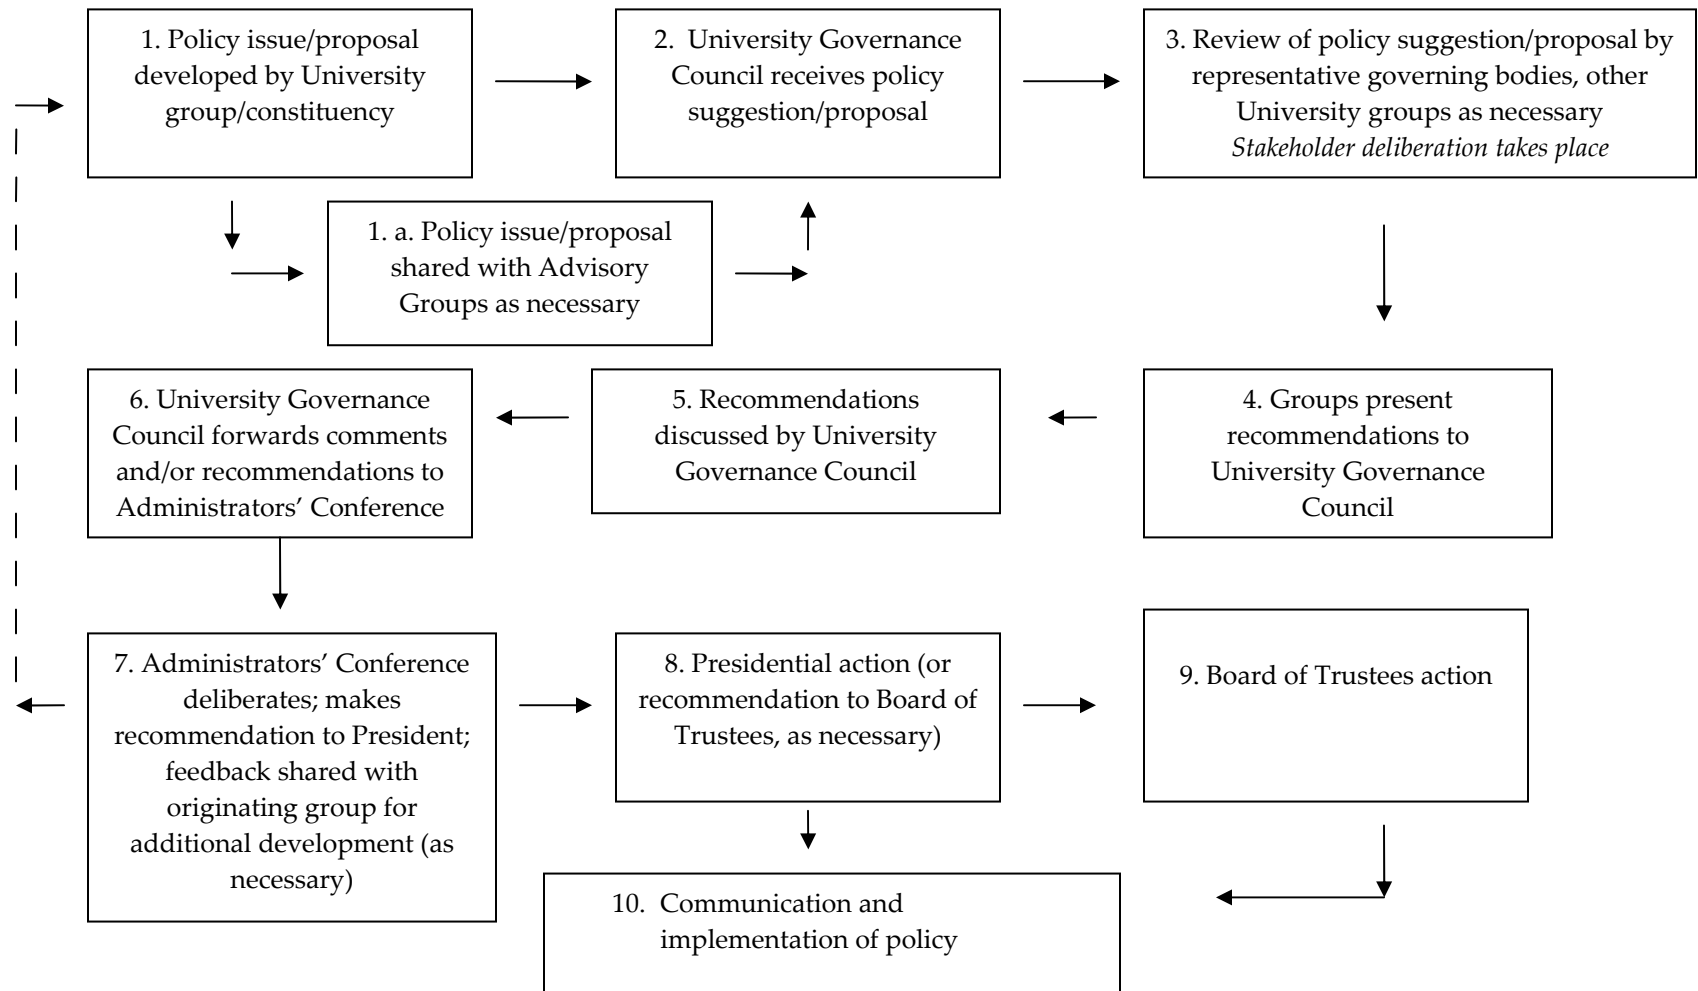 1. Policy issue/proposal
developed by University
group/constituency
2. University Governance
Council receives policy
suggestion/proposal
3. Review of policy suggestion/proposal by
representative governing bodies, other
University groups as necessary
Stakeholder deliberation takes place
1. a. Policy issue/proposal
shared with Advisory
Groups as necessary
6. University Governance
Council forwards comments
and/or recommendations to
Administrators’ Conference
5. Recommendations
discussed by University
Governance Council
4. Groups present
recommendations to
University Governance
Council
7. Administrators’ Conference
deliberates; makes
recommendation to President;
feedback shared with
originating group for
additional development (as
necessary)
8. Presidential action (or
recommendation to Board of
Trustees, as necessary)
9. Board of Trustees action
10. Communication and
implementation of policy